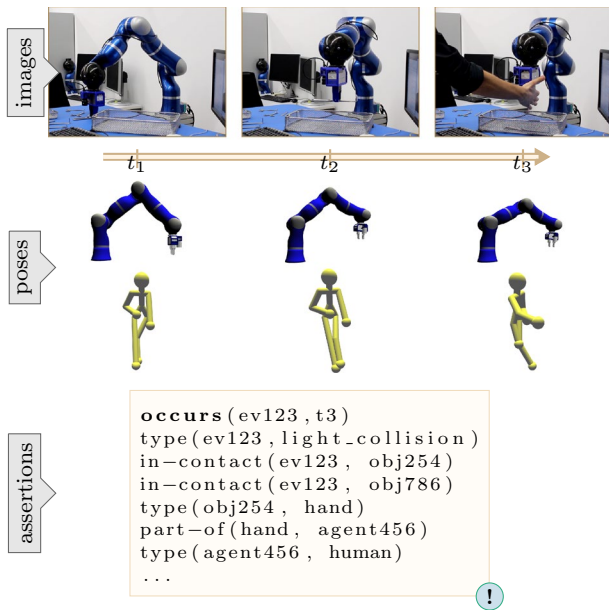 images
t1
t2
t3
poses
assertions
occurs(ev123,t3)
type(ev123,light_collision)
in−contact(ev123, obj254)
in−contact(ev123, obj786)
type(obj254, hand)
part−of(hand, agent456)
type(agent456, human)
...
!